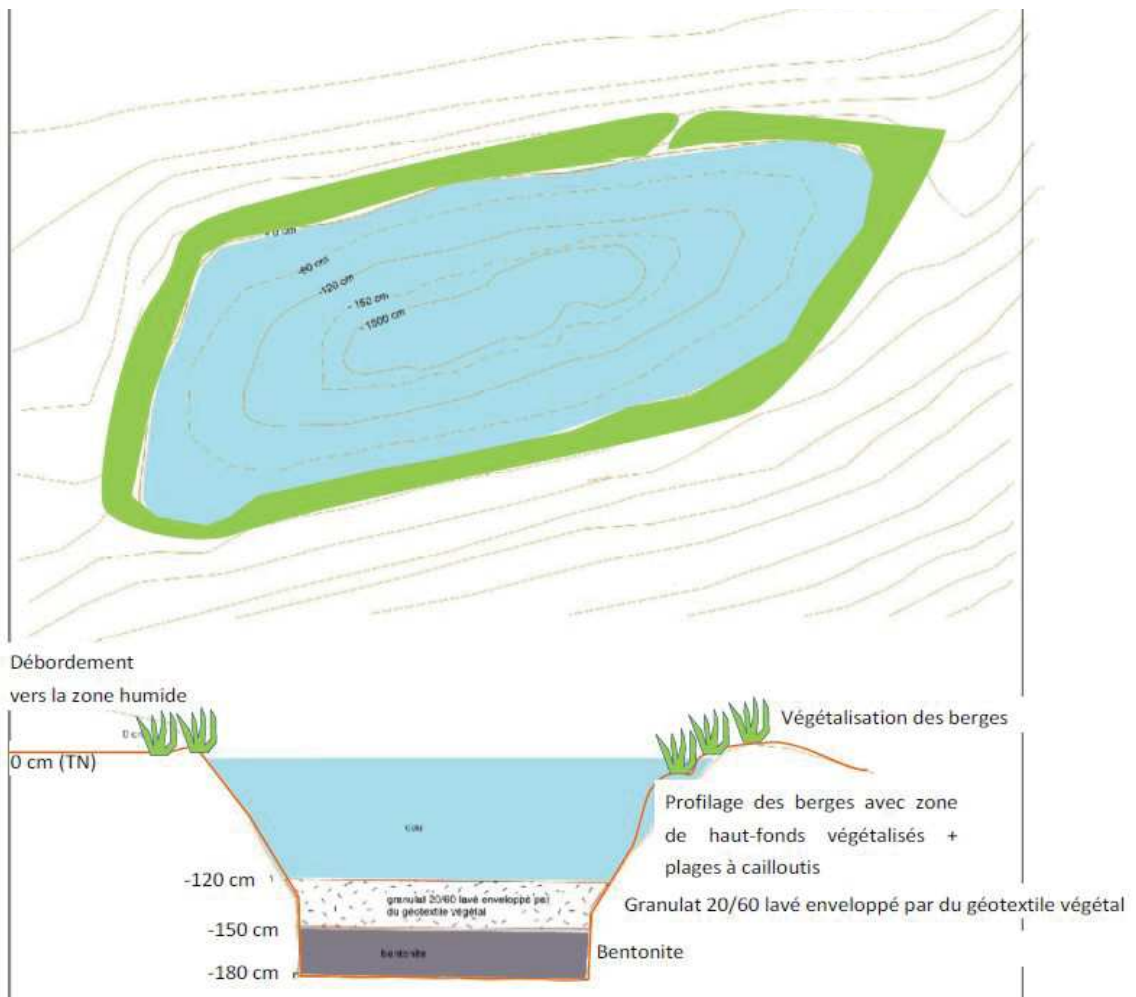 - 0 cm
-60 cm
-120 cm
- 150 cm
- 1500 cm
Débordement
vers la zone humide
0 cm
0 cm (TN)
Végétalisation des berges
eau
Profilage des berges avec zone
de haut-fonds végétalisés +
plages à cailloutis
-120 cm
granulat 20/60 lavé enveloppé par
du géotextile végétal
Granulat 20/60 lavé enveloppé par du géotextile végétal
-150 cm
bentonite
Bentonite
-180 cm